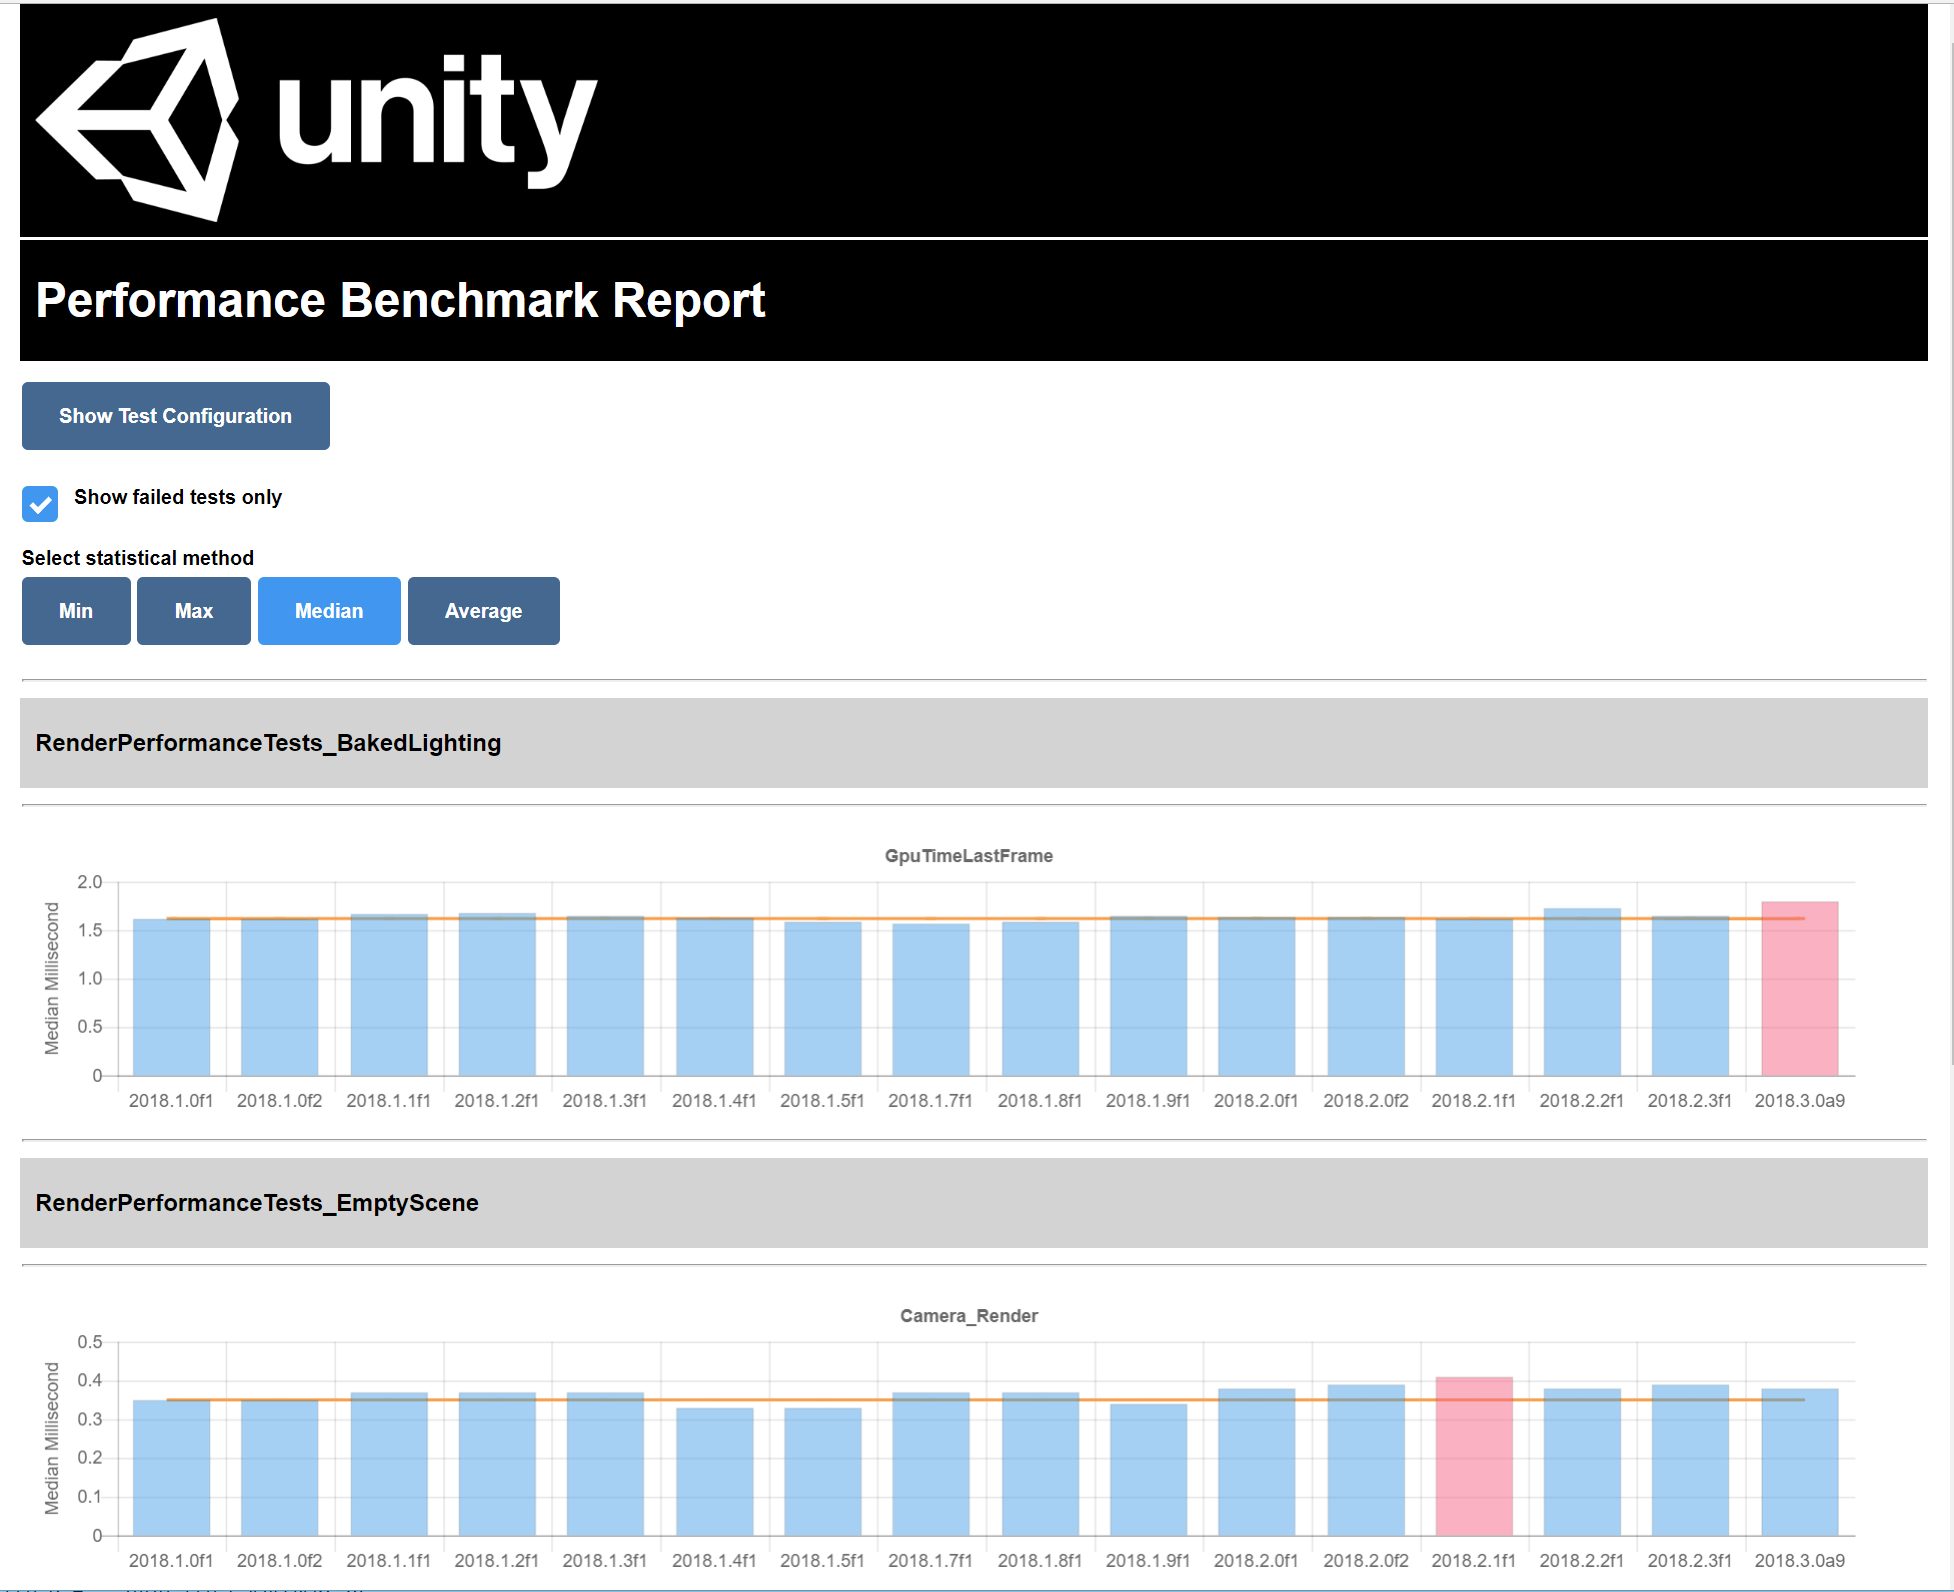 unity
Performance Benchmark Report
Show Test Configuration
Show failed tests only
Select statistical method
Min Max Median Average
RenderPerformanceTests_BakedLighting
GpuTimeLastFrame
Median Millisecond
2.0
1.5
1.0
0.5
0
2018.1.0f1 2018.1.0f2 2018.1.1f1 2018.1.2f1 2018.1.3f1 2018.1.4f1 2018.1.5f1 2018.1.7f1 2018.1.8f1 2018.1.9f1 2018.2.0f1 2018.2.0f2 2018.2.1f1 2018.2.2f1 2018.2.3f1 2018.3.0a9
RenderPerformanceTests_EmptyScene
Camera_Render
Median Millisecond
0.5
0.4
0.3
0.2
0.1
0
2018.1.0f1 2018.1.0f2 2018.1.1f1 2018.1.2f1 2018.1.3f1 2018.1.4f1 2018.1.5f1 2018.1.7f1 2018.1.8f1 2018.1.9f1 2018.2.0f1 2018.2.0f2 2018.2.1f1 2018.2.2f1 2018.2.3f1 2018.3.0a9